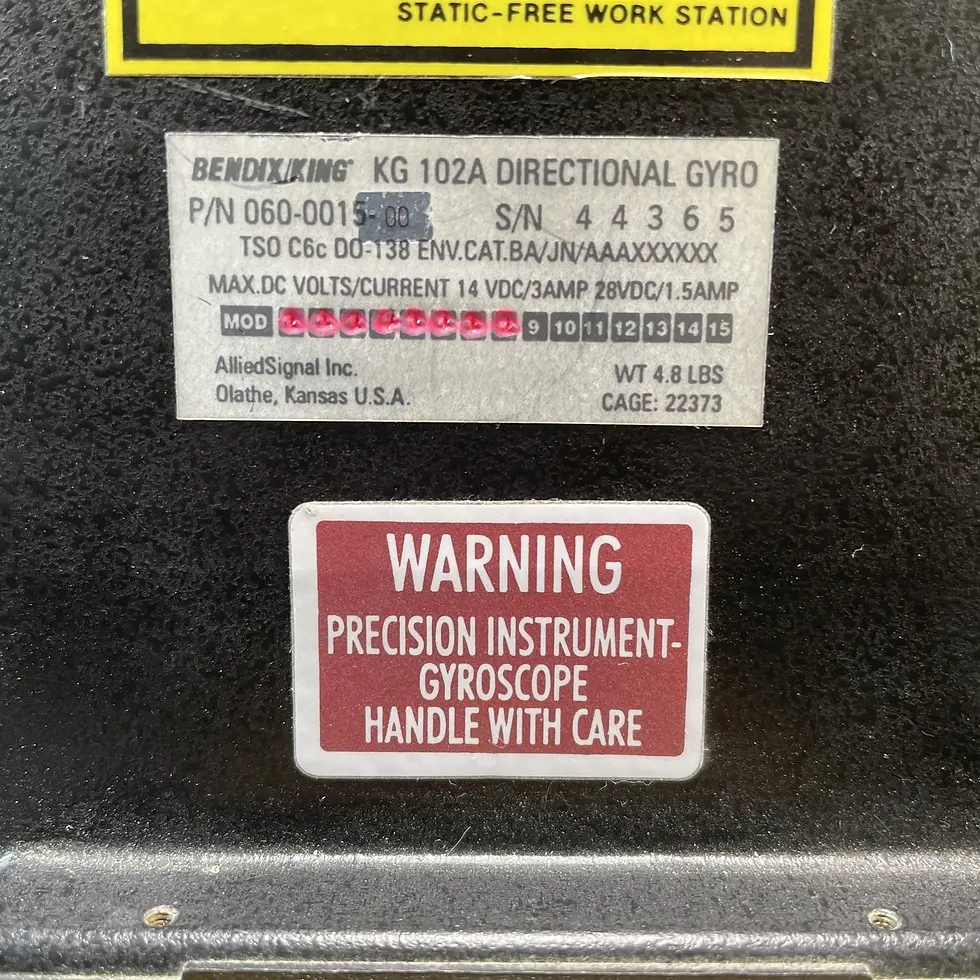 STATIC-FREE WORK STATION
BENDIX/KING® KG 102A DIRECTIONAL GYRO
P/N 060-0015-00 S/N 44365
TSO C6c DO-138 ENV.CAT.BA/JN/AAAXXXXXX
MAX.DC VOLTS/CURRENT 14 VDC/3AMP 28VDC/1.5AMP
MOD 9 10 11 12 13 14 15
AlliedSignal Inc. WT 4.8 LBS
Olathe, Kansas U.S.A. CAGE: 22373
WARNING
PRECISION INSTRUMENT-
GYROSCOPE
HANDLE WITH CARE